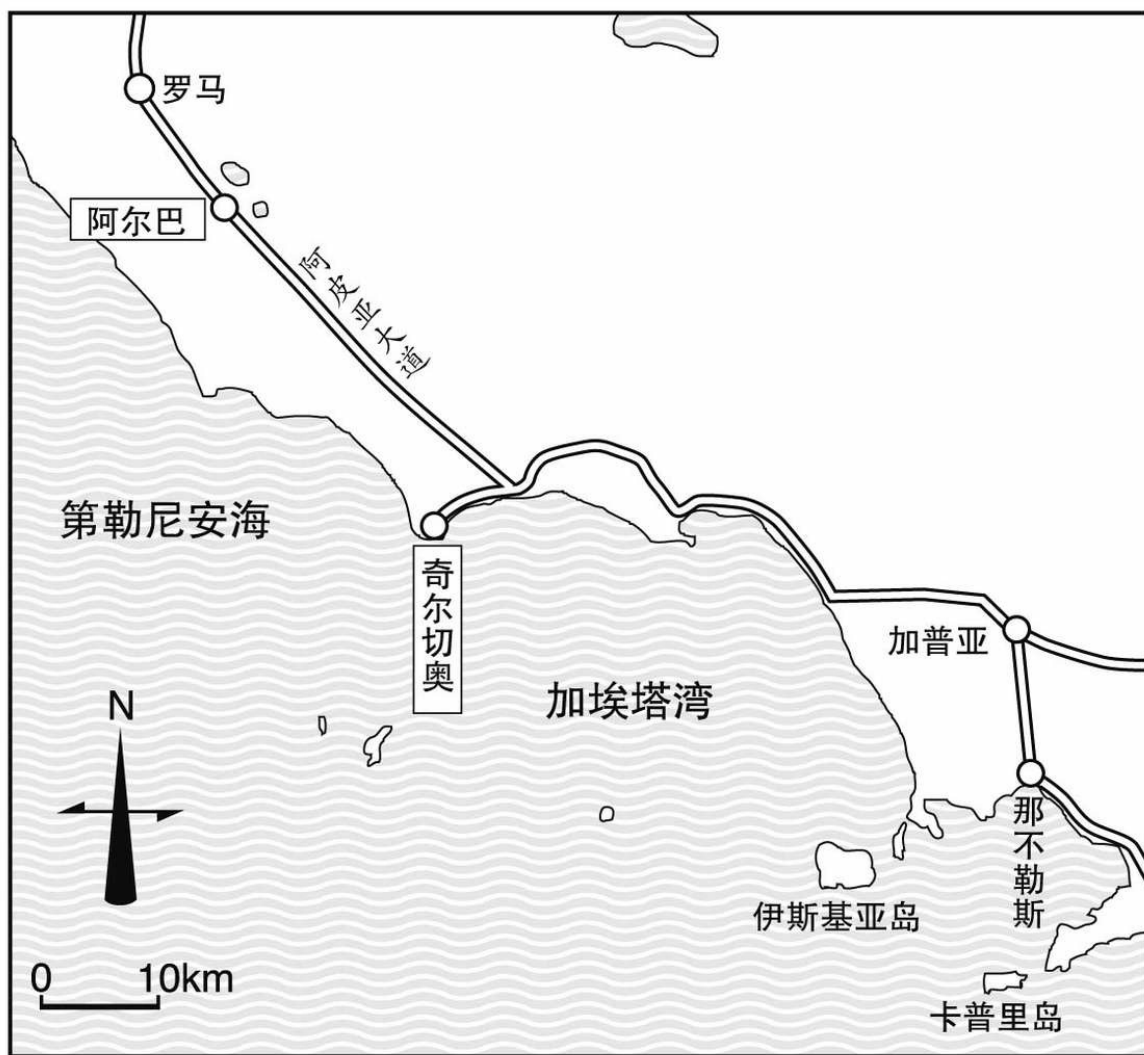 罗马
阿尔巴
阿皮亚大道
第勒尼安海
奇尔切奥
加普亚
加埃塔湾
N
那不勒斯
伊斯基亚岛
0 10km
卡普里岛